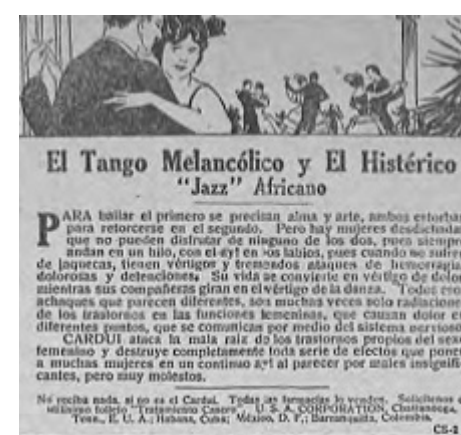 El Tango Melancólico y El Histérico
"Jazz" Africano
PARA bailar el primero se precisan alma y arte, ambos estorban
para retorcerse en el segundo. Pero hay mujeres desdichadas
que no pueden disfrutar de ninguno de los dos, pues siempre
andan en un hilo, con el ay! en los labios, pues cuando no sufren
de jaquecas, tienen vértigos y tremendos ataques de hemorragias
dolorosas y Su vida se convierte en vértigo de dolor
mientras sus compañeras giran en el vértigo de la danza. Todas
achaques que parecen diferentes, son muchas veces solo radiaciones
de los trastornos en las funciones femeninas, que causan dolor en
diferentes puntos, que se comunican por medio del sistema nervioso.
CARDUI ataca la mala raiz de los trastornos propios del sexo
femenino y destruye completamente toda serie de efectos que ponen
a muchas mujeres en un continuo ay! al parecer por males insignifi-
cantes, pero muy molestos.
No reciba nada, si no es el Cardui. Todas las farmacias lo venden. Solicítenos
folleto "Tratamiento Casero". U. S. A. CORPORATION, Chattanooga,
Tenn., E. U. A.; Habana, Cuba; México, D. F.; Barranquilla, Colombia.
CS-2